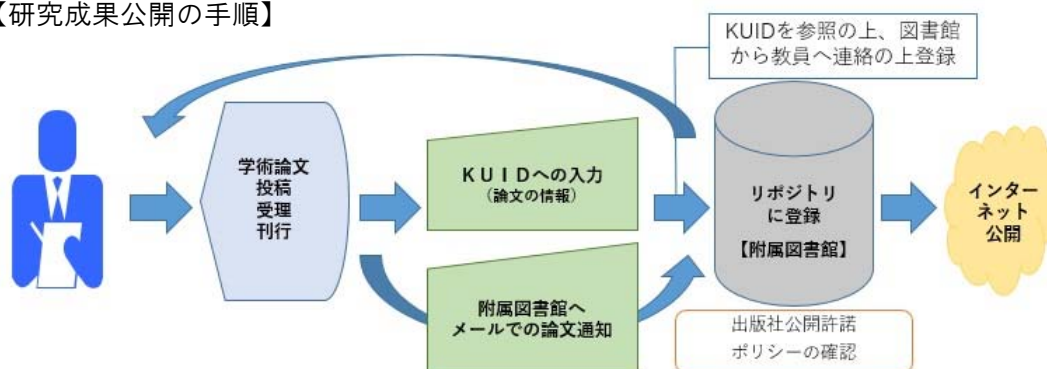 【研究成果公開の手順】
KUIDを参照の上、図書館
から教員へ連絡の上登録
学術論文
投稿
受理
刊行
KUIDへの入力
(論文の情報)
リポジトリ
に登録
【附属図書館】
インター
ネット
公開
附属図書館へ
メールでの論文通知
出版社公開許諾
ポリシーの確認